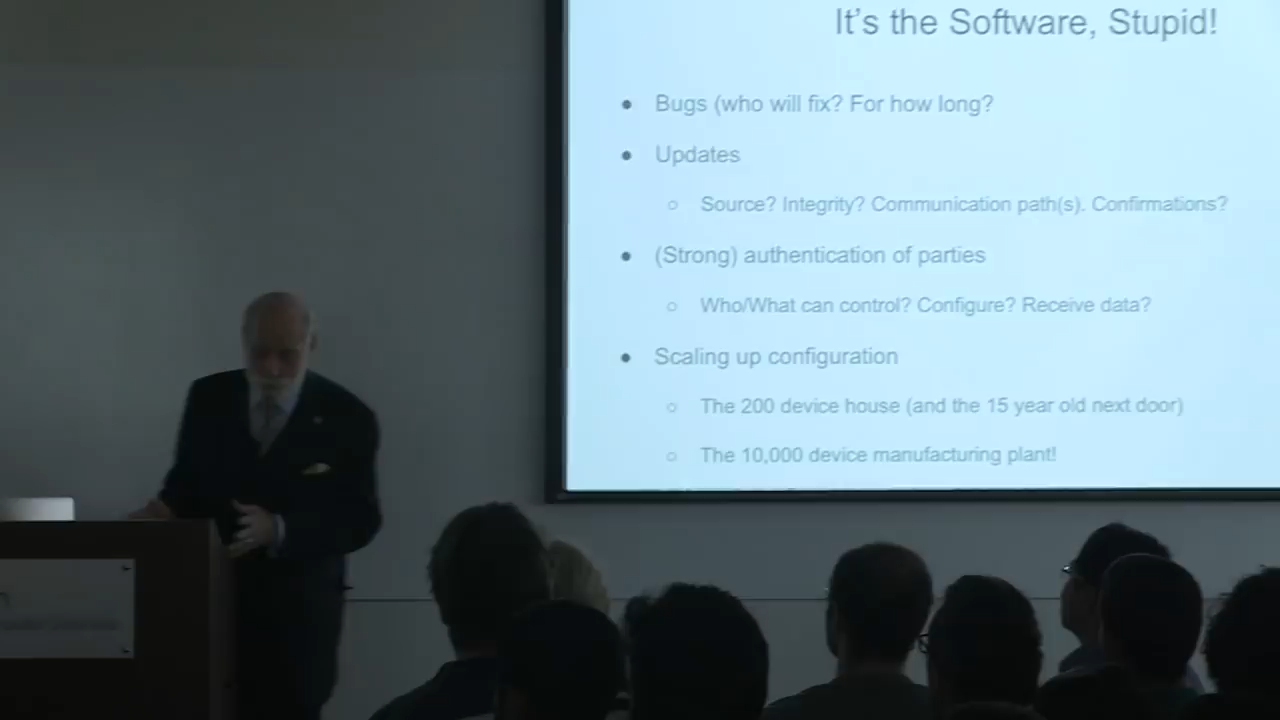 It's the Software, Stupid!
Bugs (who will fix? For how long?
Updates
Source? Integrity? Communication path(s). Confirmations?
(Strong) authentication of parties
Who/What can control? Configure? Receive data?
Scaling up configuration
The 200 device house (and the 15 year old next door)
The 10,000 device manufacturing plant!